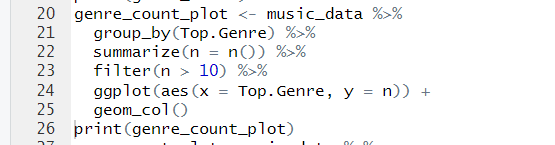 20 genre_count_plot <- music_data %>%
21 group_by(Top.Genre) %>%
22 summarize(n = n()) %>%
23 filter(n > 10) %>%
24 ggplot(aes(x = Top.Genre, y = n)) +
25 geom_col()
26 print(genre_count_plot)